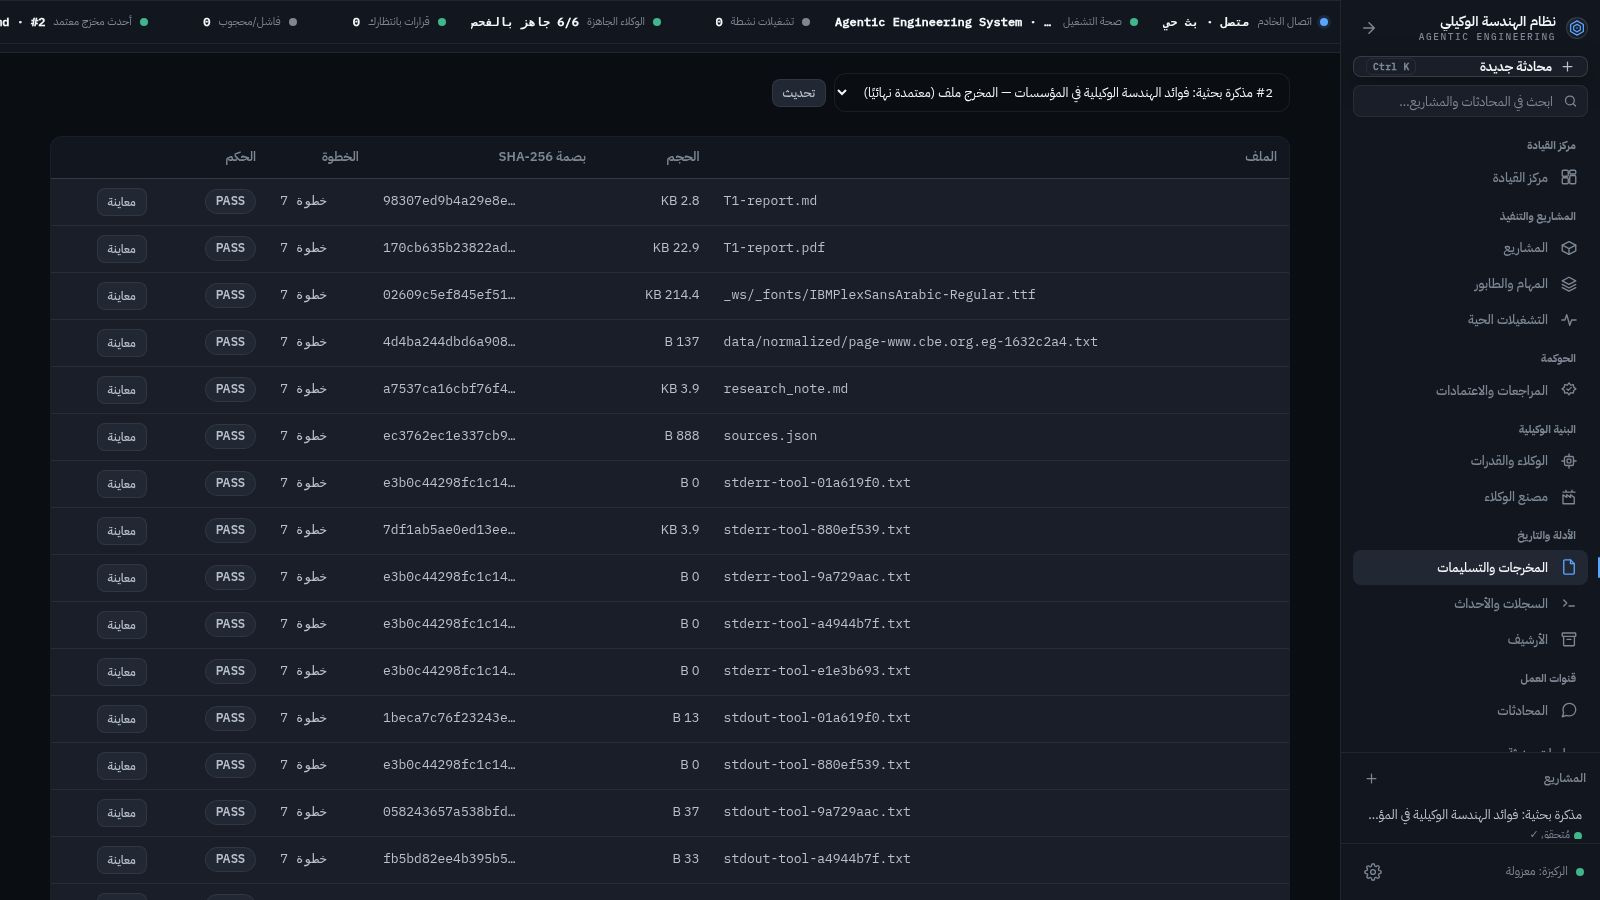 نظام الهندسة الوكيلي
AGENTIC ENGINEERING
محادثة جديدة Ctrl K
ابحث في المحادثات والمشاريع...
مركز القيادة
مركز القيادة
المشاريع والتنفيذ
المشاريع
المهام والطابور
التشغيلات الحية
الحوكمة
المراجعات والاعتمادات
البنية الوكيلية
الوكلاء والقدرات
مصنع الوكلاء
الأدلة والتاريخ
المخرجات والتسليمات
السجلات والأحداث
الأرشيف
قنوات العمل
المحادثات
المشاريع
مذكرة بحثية: فوائد الهندسة الوكيلية في المؤ...
مُتحقق ✓
الركيزة: معزولة
اتصال الخادم متصل · بث حي
صحة التشغيل Agentic Engineering System · …
تشغيلات نشطة 0
الوكلاء الجاهزة 6/6 جاهز بالفحص
قرارات بانتظارك 0
فاشل/محجوب 0
أحدث مخرج معتمد #2 ·
#2 مذكرة بحثية: فوائد الهندسة الوكيلية في المؤسسات — المخرج ملف (معتمدة نهائيًا)
تحديث
الملف الحجم بصمة SHA-256 الخطوة الحكم
T1-report.md 2.8 KB 98307ed9b4a29e8e… خطوة 7 PASS معاينة
T1-report.pdf 22.9 KB 170cb635b23822ad… خطوة 7 PASS معاينة
_ws/_fonts/IBMPlexSansArabic-Regular.ttf 214.4 KB 02609c5ef845ef51… خطوة 7 PASS معاينة
data/normalized/page-www.cbe.org.eg-1632c2a4.txt 137 B 4d4ba244dbd6a908… خطوة 7 PASS معاينة
research_note.md 3.9 KB a7537ca16cbf76f4… خطوة 7 PASS معاينة
sources.json 888 B ec3762ec1e337cb9… خطوة 7 PASS معاينة
stderr-tool-01a619f0.txt 0 B e3b0c44298fc1c14… خطوة 7 PASS معاينة
stderr-tool-880ef539.txt 3.9 KB 7df1ab5ae0ed13ee… خطوة 7 PASS معاينة
stderr-tool-9a729aac.txt 0 B e3b0c44298fc1c14… خطوة 7 PASS معاينة
stderr-tool-a4944b7f.txt 0 B e3b0c44298fc1c14… خطوة 7 PASS معاينة
stderr-tool-e1e3b693.txt 0 B e3b0c44298fc1c14… خطوة 7 PASS معاينة
stdout-tool-01a619f0.txt 13 B 1beca7c76f23243e… خطوة 7 PASS معاينة
stdout-tool-880ef539.txt 0 B e3b0c44298fc1c14… خطوة 7 PASS معاينة
stdout-tool-9a729aac.txt 37 B 058243657a538bfd… خطوة 7 PASS معاينة
stdout-tool-a4944b7f.txt 33 B fb5bd82ee4b395b5… خطوة 7 PASS معاينة